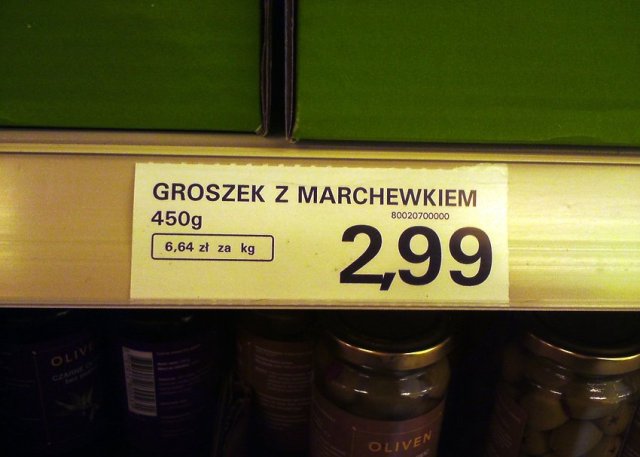 GROSZEK Z MARCHEWKIEM
450g
80020700000
6,64 zł za kg
2,99
OLIVEN